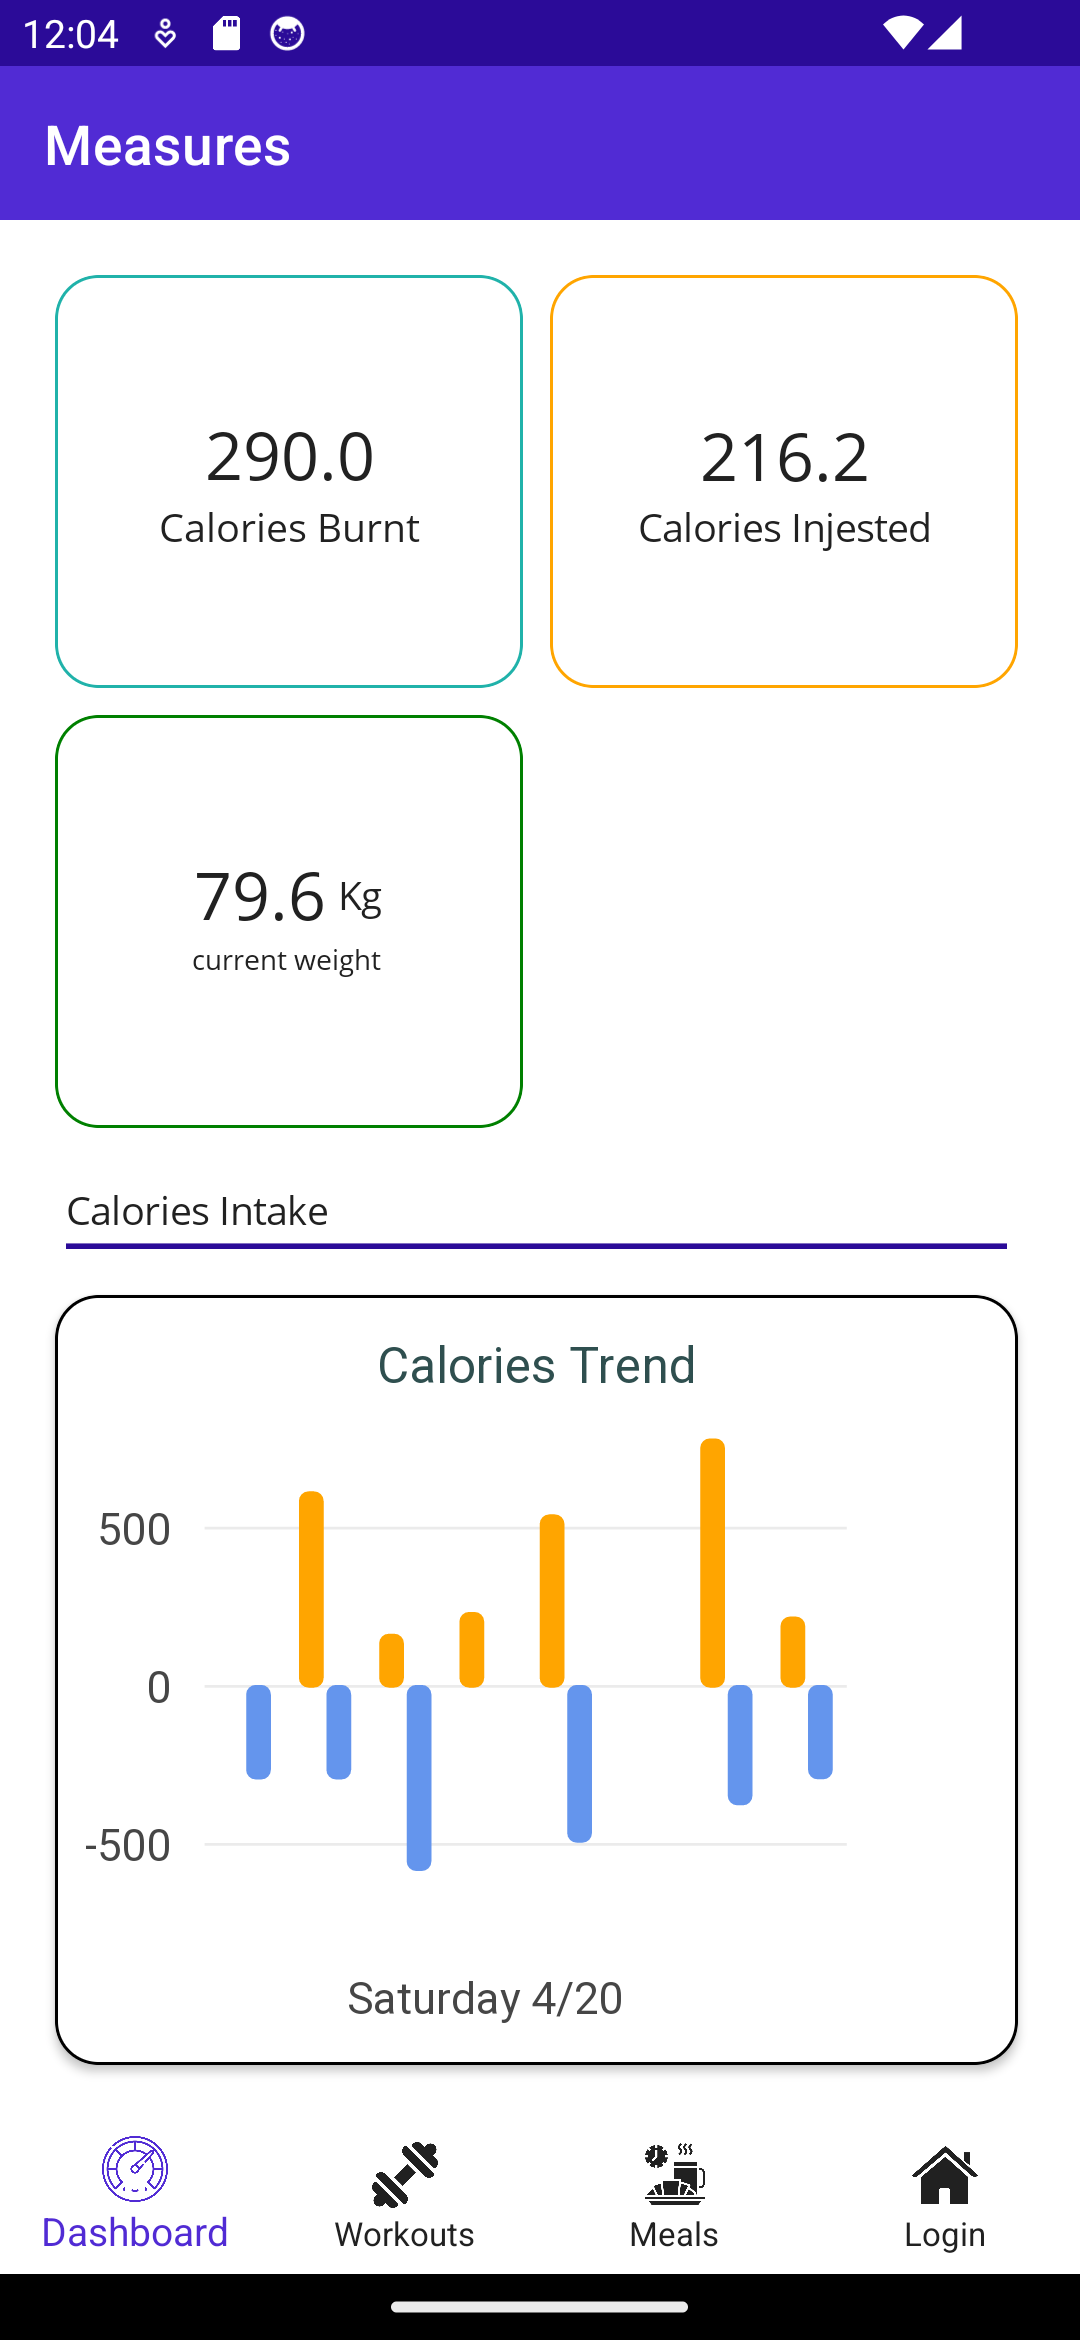 12:04
Measures
290.0
Calories Burnt
216.2
Calories Injested
79.6 Kg
current weight
Calories Intake
Calories Trend
500
0
-500
Saturday 4/20
Dashboard
Workouts
Meals
Login